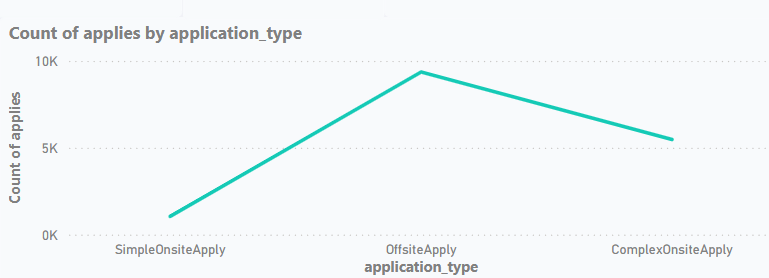 Count of applies by application_type
10K
5K
0K
Count of applies
SimpleOnsiteApply
OffsiteApply
ComplexOnsiteApply
application_type